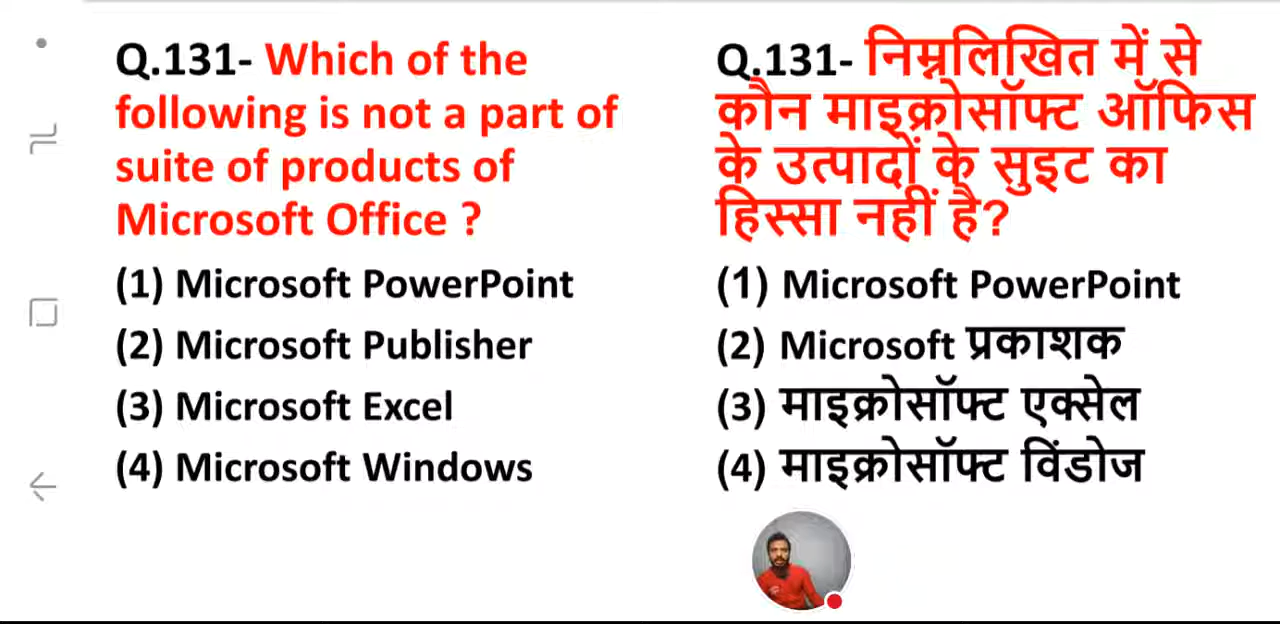 Q.131- Which of the
following is not a part of
suite of products of
Microsoft Office ?
(1) Microsoft PowerPoint
(2) Microsoft Publisher
(3) Microsoft Excel
(4) Microsoft Windows
Q.131- निम्नलिखित में से
कौन माइक्रोसॉफ्ट ऑफिस
के उत्पादों के सुइट का
हिस्सा नहीं है?
(1) Microsoft PowerPoint
(2) Microsoft प्रकाशक
(3) माइक्रोसॉफ्ट एक्सेल
(4) माइक्रोसॉफ्ट विंडोज